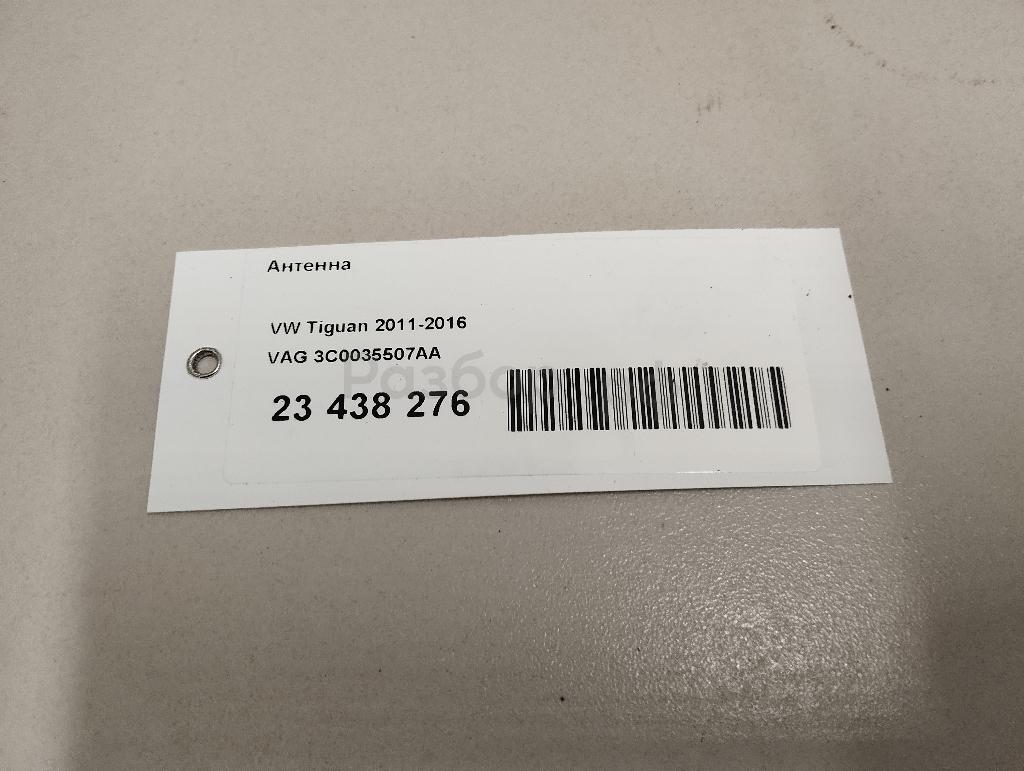 Антенна
VW Tiguan 2011-2016
VAG 3C0035507AA
23 438 276